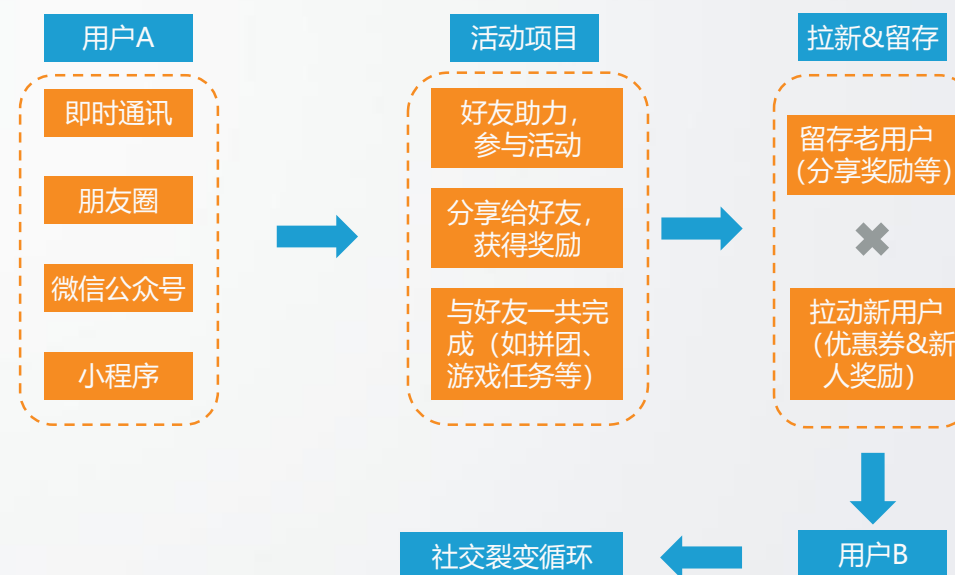 用户A
即时通讯
朋友圈
微信公众号
小程序
活动项目
好友助力，
参与活动
分享给好友，
获得奖励
与好友一共完
成（如拼团、
游戏任务等）
拉新&留存
留存老用户
（分享奖励等）
拉动新用户
（优惠券&新
人奖励）
用户B
社交裂变循环